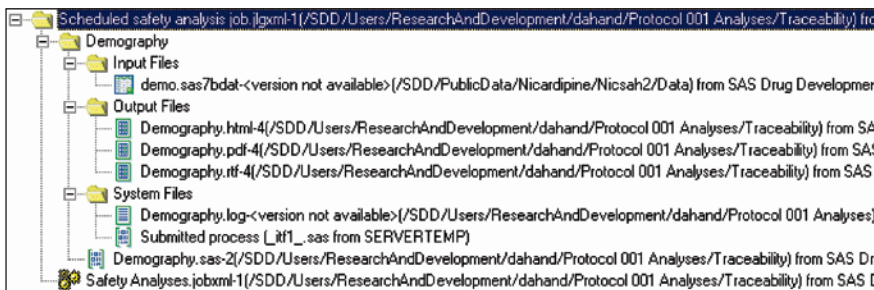 Scheduled safety analysis job.jlgxml-1(/SDD/Users/ResearchAndDevelopment/dahand/Protocol 001 Analyses/Traceability) fro
Demography
Input Files
demo.sas7bdat-<version not available>(/SDD/PublicData/Nicardipine/Nicsah2/Data) from SAS Drug Developmen
Output Files
Demography.html-4(/SDD/Users/ResearchAndDevelopment/dahand/Protocol 001 Analyses/Traceability) from SA
Demography.pdf-4(/SDD/Users/ResearchAndDevelopment/dahand/Protocol 001 Analyses/Traceability) from SAS
Demography.rtf-4(/SDD/Users/ResearchAndDevelopment/dahand/Protocol 001 Analyses/Traceability) from SAS
System Files
Demography.log-<version not available>(/SDD/Users/ResearchAndDevelopment/dahand/Protocol 001 Analyses)
Submitted process (_itf1_.sas from SERVERTEMP)
Demography.sas-2(/SDD/Users/ResearchAndDevelopment/dahand/Protocol 001 Analyses/Traceability) from SAS Dr
Safety Analyses.jobxml-1(/SDD/Users/ResearchAndDevelopment/dahand/Protocol 001 Analyses/Traceability) from SAS D